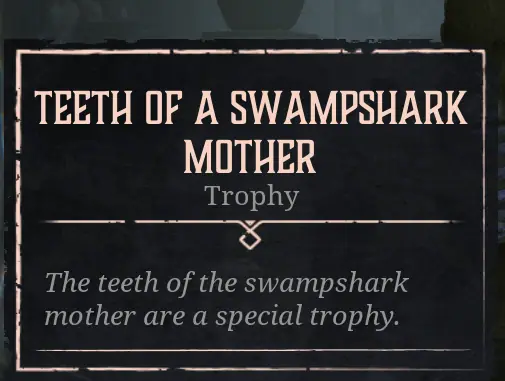 TEETH OF A SWAMPSHARK
MOTHER
Trophy
The teeth of the swampshark
mother are a special trophy.